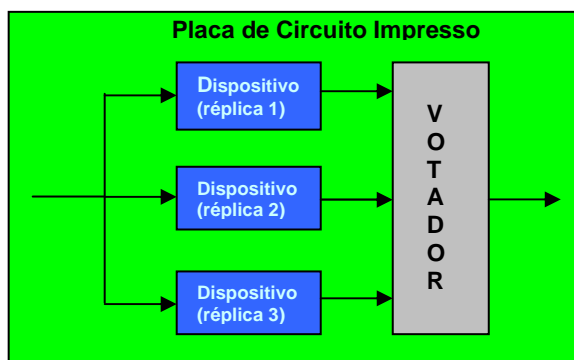 Placa de Circuito Impresso
Dispositivo
(réplica 1)
Dispositivo
(réplica 2)
Dispositivo
(réplica 3)
V
O
T
A
D
O
R